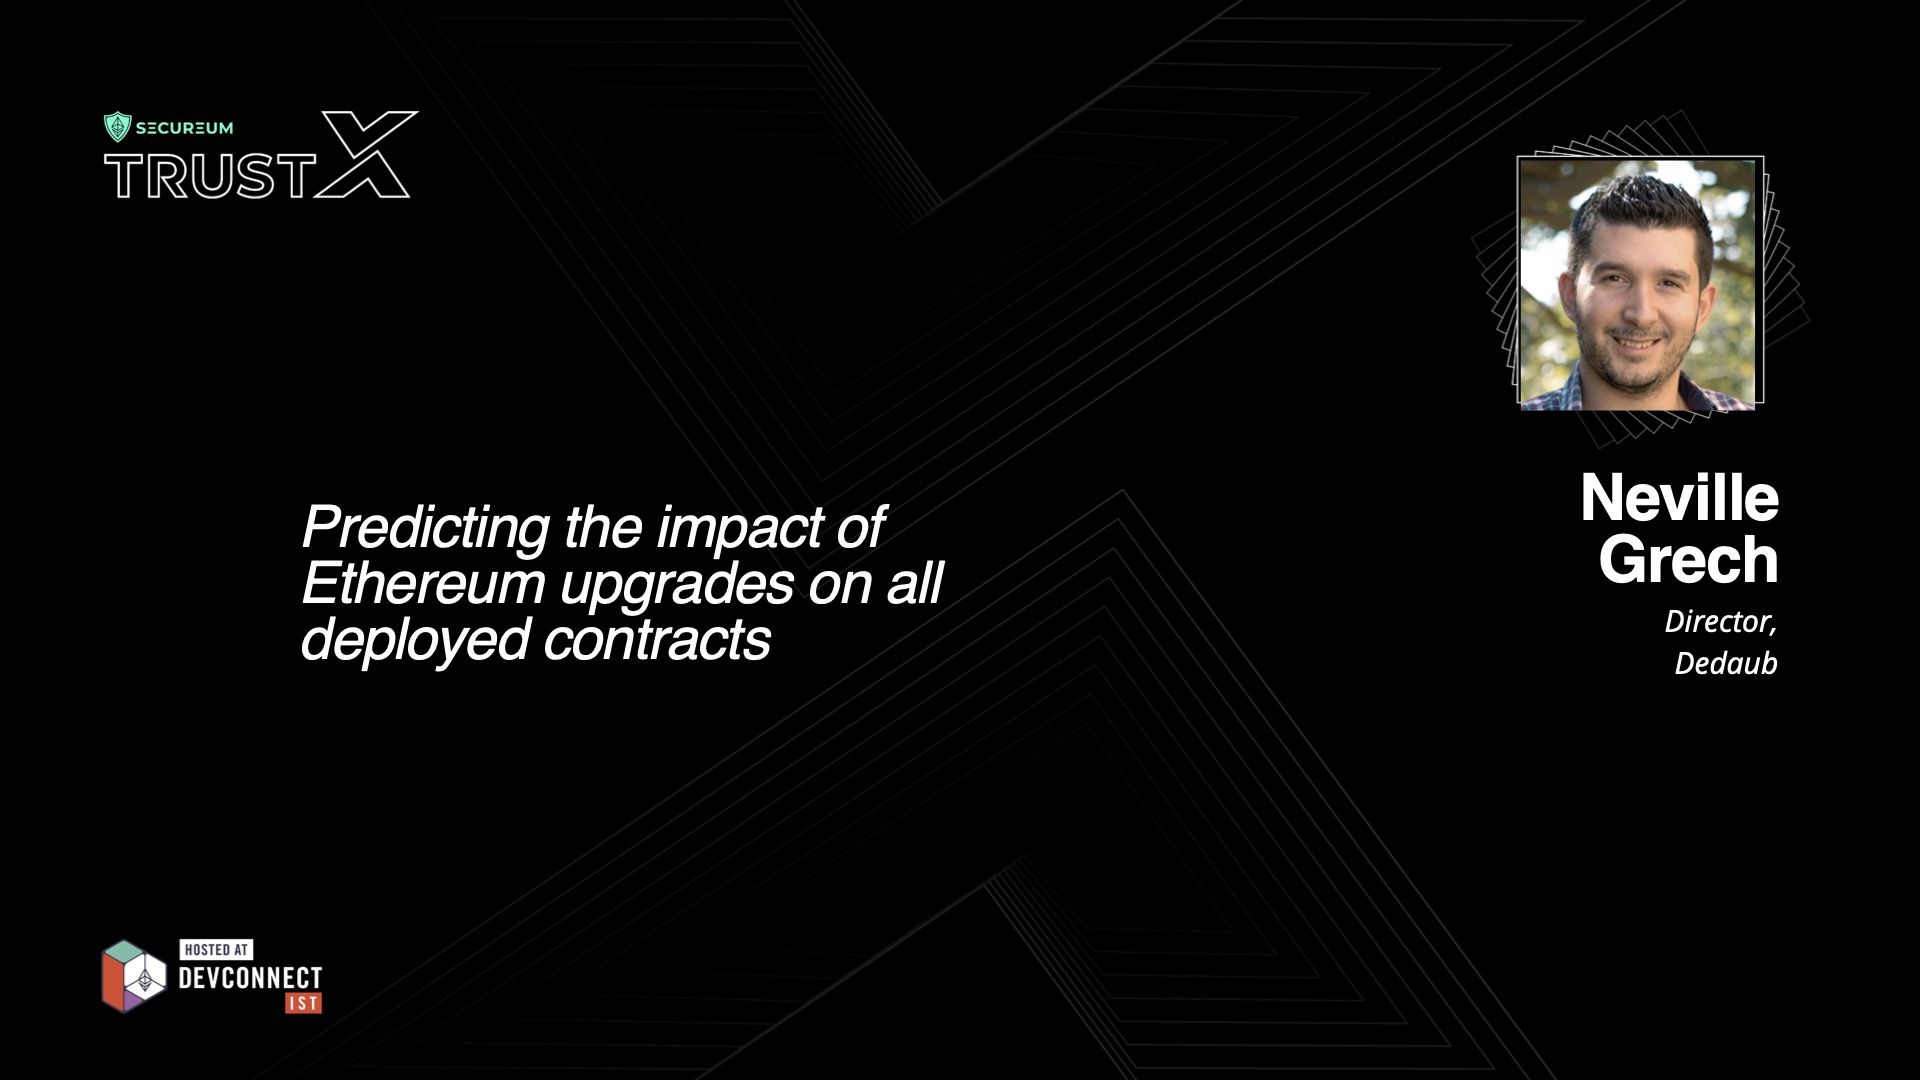 SECUREUM
TRUSTX
Neville
Grech
Director,
Dedaub
Predicting the impact of
Ethereum upgrades on all
deployed contracts
HOSTED AT
DEVCONNECT
IST